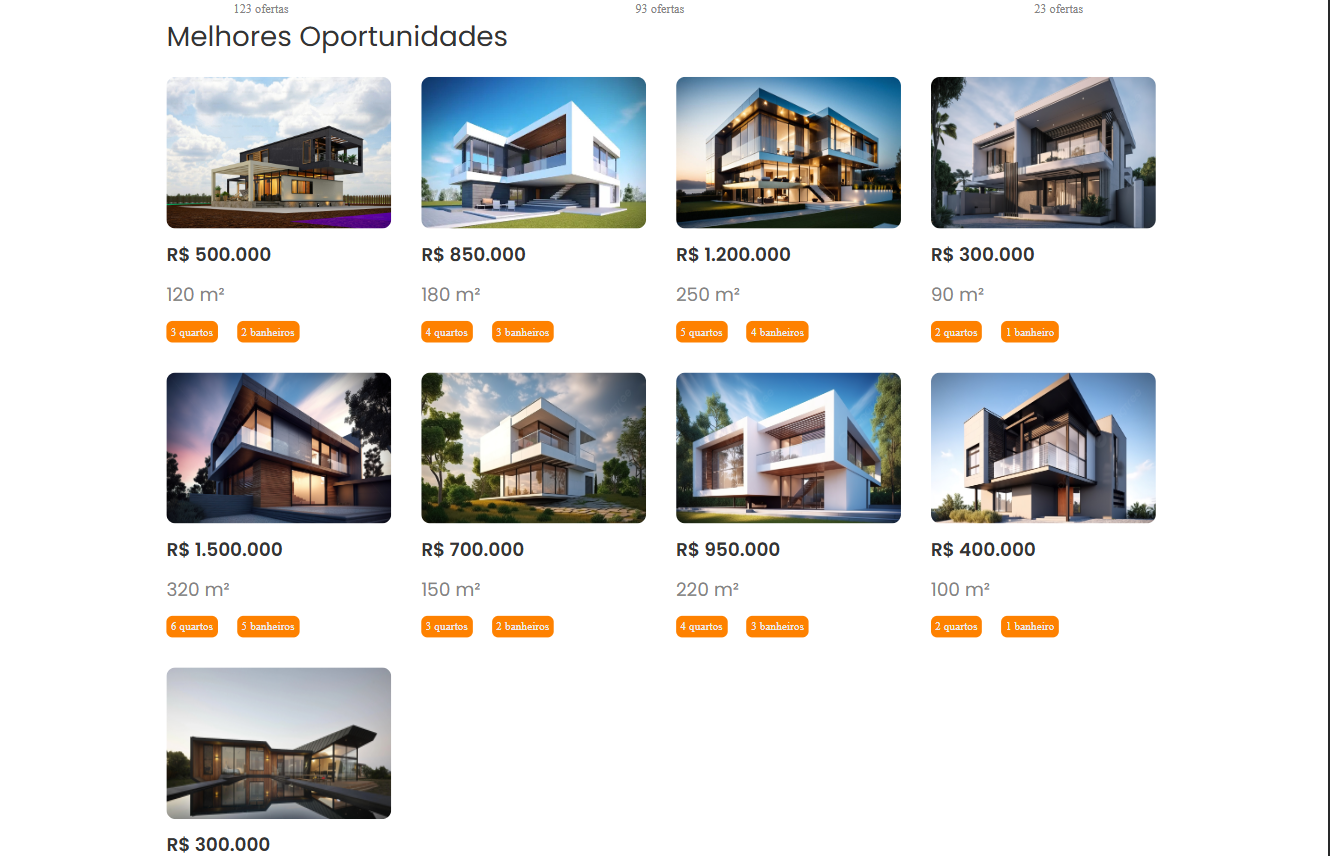 123 ofertas 93 ofertas 23 ofertas
Melhores Oportunidades
R$ 500.000 R$ 850.000 R$ 1.200.000 R$ 300.000
120 m² 180 m² 250 m² 90 m²
3 quartos 2 banheiros 4 quartos 3 banheiros 5 quartos 4 banheiros 2 quartos 1 banheiro
R$ 1.500.000 R$ 700.000 R$ 950.000 R$ 400.000
320 m² 150 m² 220 m² 100 m²
6 quartos 5 banheiros 3 quartos 2 banheiros 4 quartos 3 banheiros 2 quartos 1 banheiro
R$ 300.000